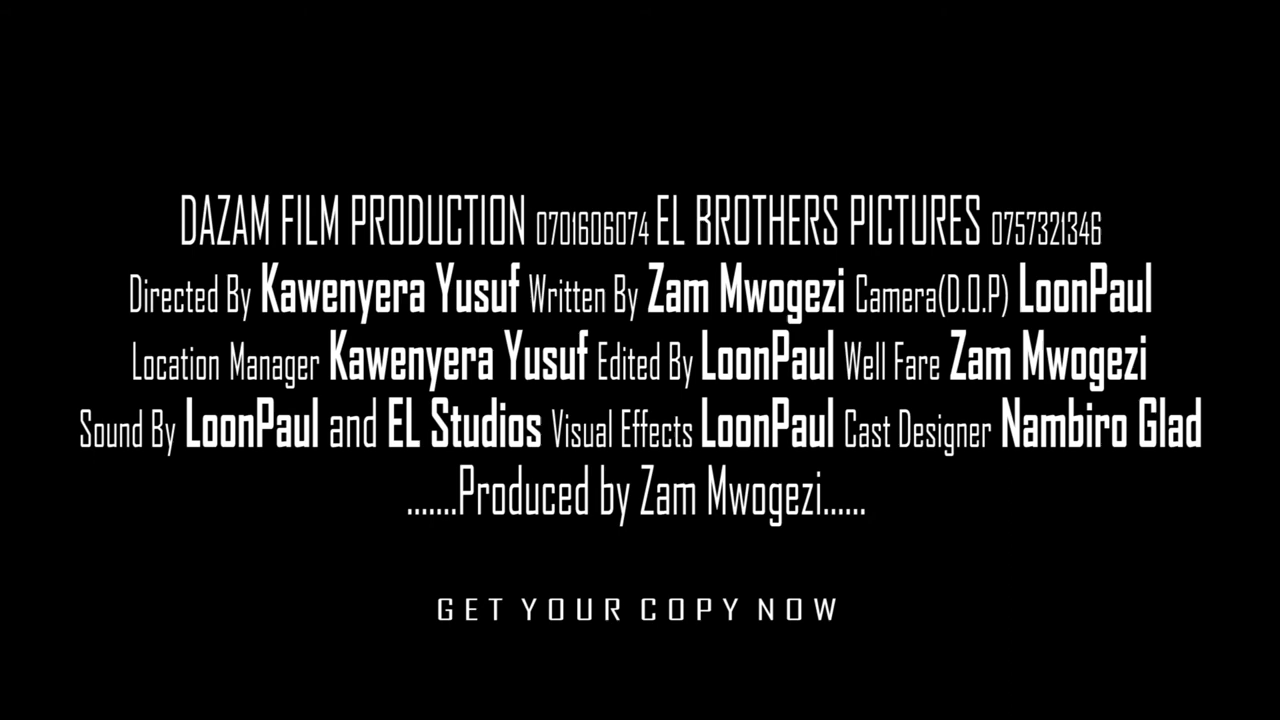 DAZAM FILM PRODUCTION 0701606074 EL BROTHERS PICTURES 0757321346
Directed By Kawenyera Yusuf Written By Zam Mwogezi Camera(D.O.P) LoonPaul
Location Manager Kawenyera Yusuf Edited By LoonPaul Well Fare Zam Mwogezi
Sound By LoonPaul and EL Studios Visual Effects LoonPaul Cast Designer Nambiro Glad
.......Produced by Zam Mwogezi......
GET YOUR COPY NOW